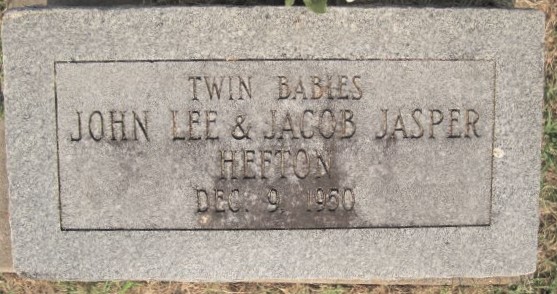 TWIN BABIES
JOHN LEE & JACOB JASPER
HEFTON
DEC. 9 1950